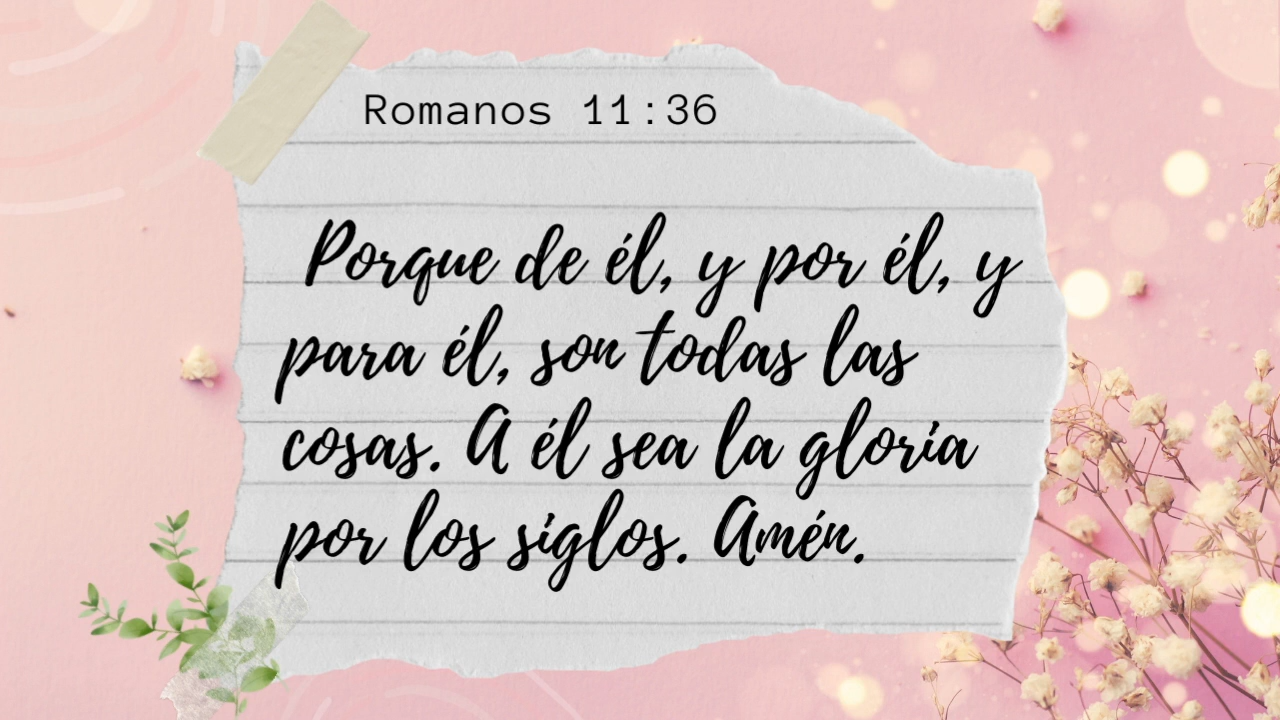 Romanos 11:36
Porque de él, y por él, y
para él, son todas las
cosas. A él sea la gloria
por los siglos. Amén.